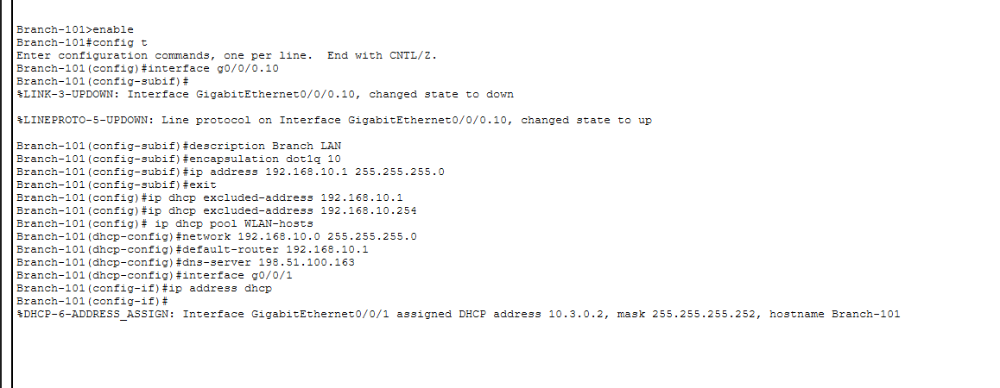 Branch-101>enable
Branch-101#config t
Enter configuration commands, one per line.  End with CNTL/Z.
Branch-101(config)#interface g0/0/0.10
Branch-101(config-subif)#
%LINK-3-UPDOWN: Interface GigabitEthernet0/0/0.10, changed state to down
%LINEPROTO-5-UPDOWN: Line protocol on Interface GigabitEthernet0/0/0.10, changed state to up
Branch-101(config-subif)#description Branch LAN
Branch-101(config-subif)#encapsulation dot1q 10
Branch-101(config-subif)#ip address 192.168.10.1 255.255.255.0
Branch-101(config-subif)#exit
Branch-101(config)#ip dhcp excluded-address 192.168.10.1
Branch-101(config)#ip dhcp excluded-address 192.168.10.254
Branch-101(config)# ip dhcp pool WLAN-hosts
Branch-101(dhcp-config)#network 192.168.10.0 255.255.255.0
Branch-101(dhcp-config)#default-router 192.168.10.1
Branch-101(dhcp-config)#dns-server 198.51.100.163
Branch-101(dhcp-config)#interface g0/0/1
Branch-101(config-if)#ip address dhcp
Branch-101(config-if)#
%DHCP-6-ADDRESS_ASSIGN: Interface GigabitEthernet0/0/1 assigned DHCP address 10.3.0.2, mask 255.255.255.252, hostname Branch-101